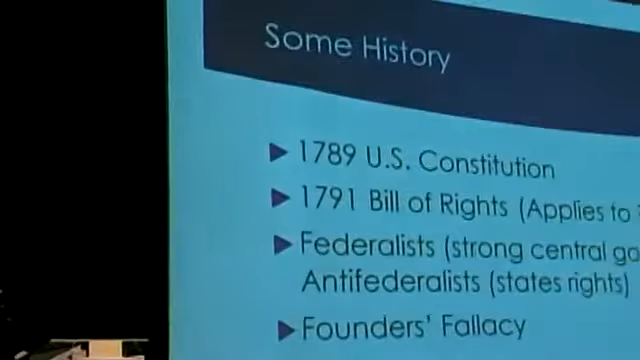 Some History
1789 U.S. Constitution
1791 Bill of Rights (Applies to
Federalists (strong central
Antifederalists (states rights)
Founders' Fallacy